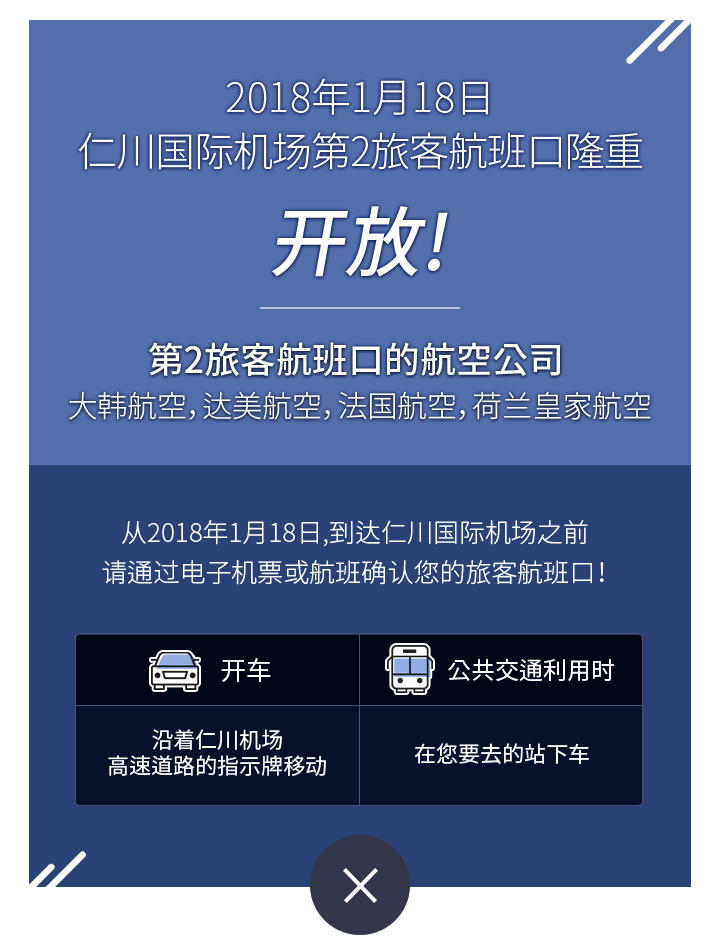 2018年1月18日
仁川国际机场第2旅客航班口隆重
开放!
第2旅客航班口的航空公司
大韩航空，达美航空，法国航空，荷兰皇家航空
从2018年1月18日,到达仁川国际机场之前
请通过电子机票或航班确认您的旅客航班口！
开车
公共交通利用时
沿着仁川机场
高速道路的指示牌移动
在您要去的站下车